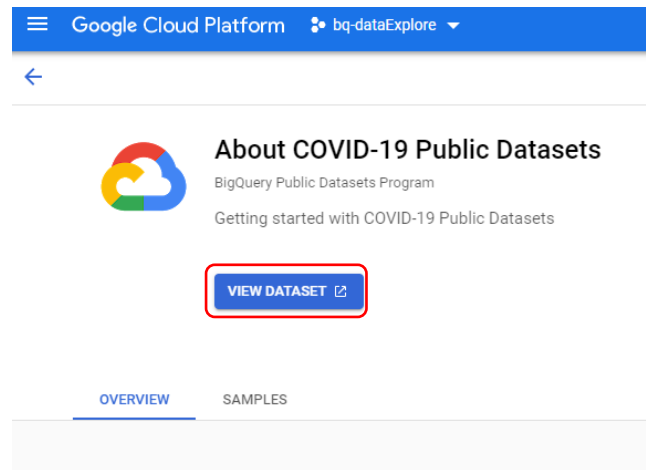 Google Cloud Platform bq-dataExplore
About COVID-19 Public Datasets
BigQuery Public Datasets Program
Getting started with COVID-19 Public Datasets
VIEW DATASET
OVERVIEW SAMPLES